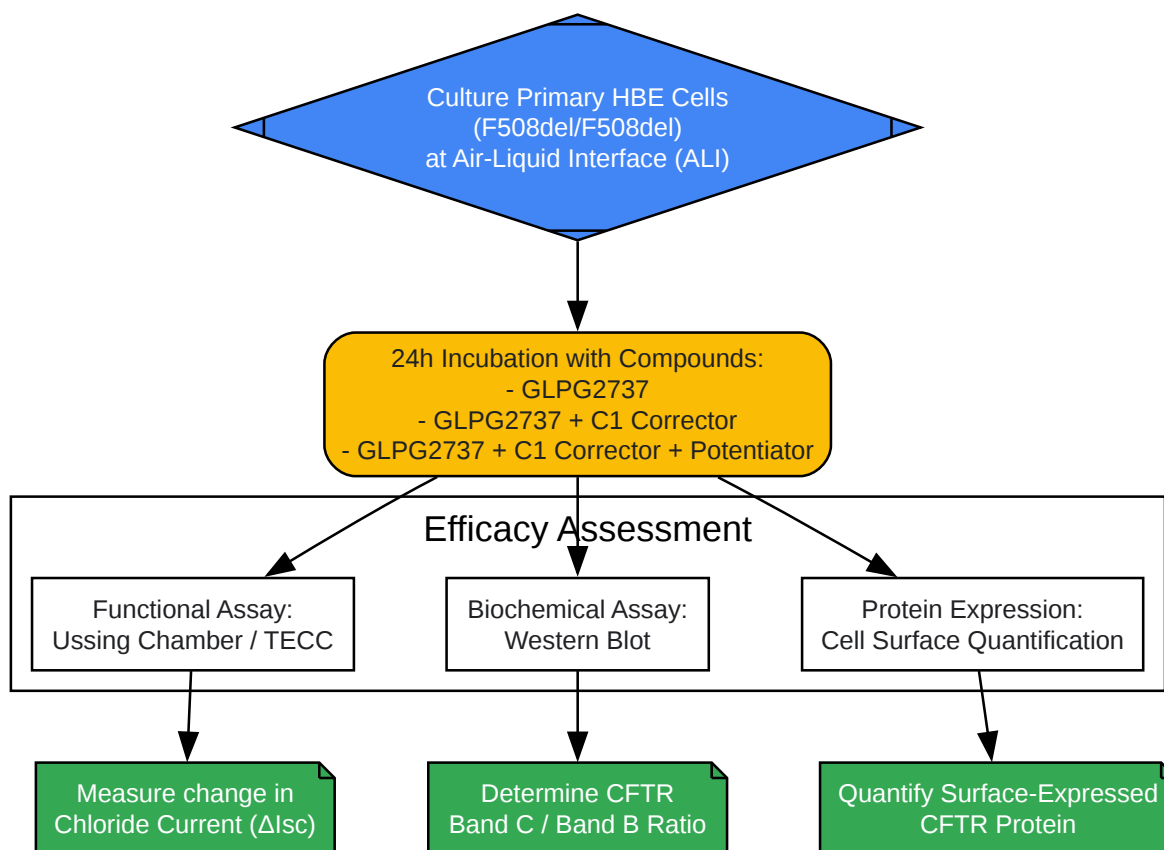 Culture Primary HBE Cells
(F508del/F508del)
at Air-Liquid Interface (ALI)
24h Incubation with Compounds:
- GLPG2737
- GLPG2737 + C1 Corrector
- GLPG2737 + C1 Corrector + Potentiator
Efficacy Assessment
Functional Assay:
Ussing Chamber / TECC
Biochemical Assay:
Western Blot
Protein Expression:
Cell Surface Quantification
Measure change in
Chloride Current (ΔIsc)
Determine CFTR
Band C / Band B Ratio
Quantify Surface-Expressed
CFTR Protein